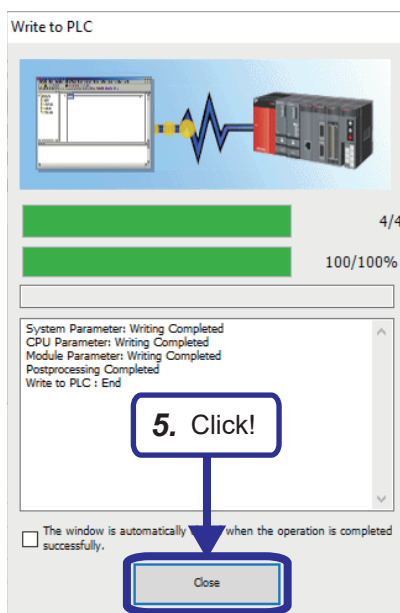 Write to PLC
4/4
100/100%
System Parameter: Writing Completed
CPU Parameter: Writing Completed
Module Parameter: Writing Completed
Postprocessing Completed
Write to PLC : End
5. Click!
The window is automatically when the operation is completed
successfully.
Close